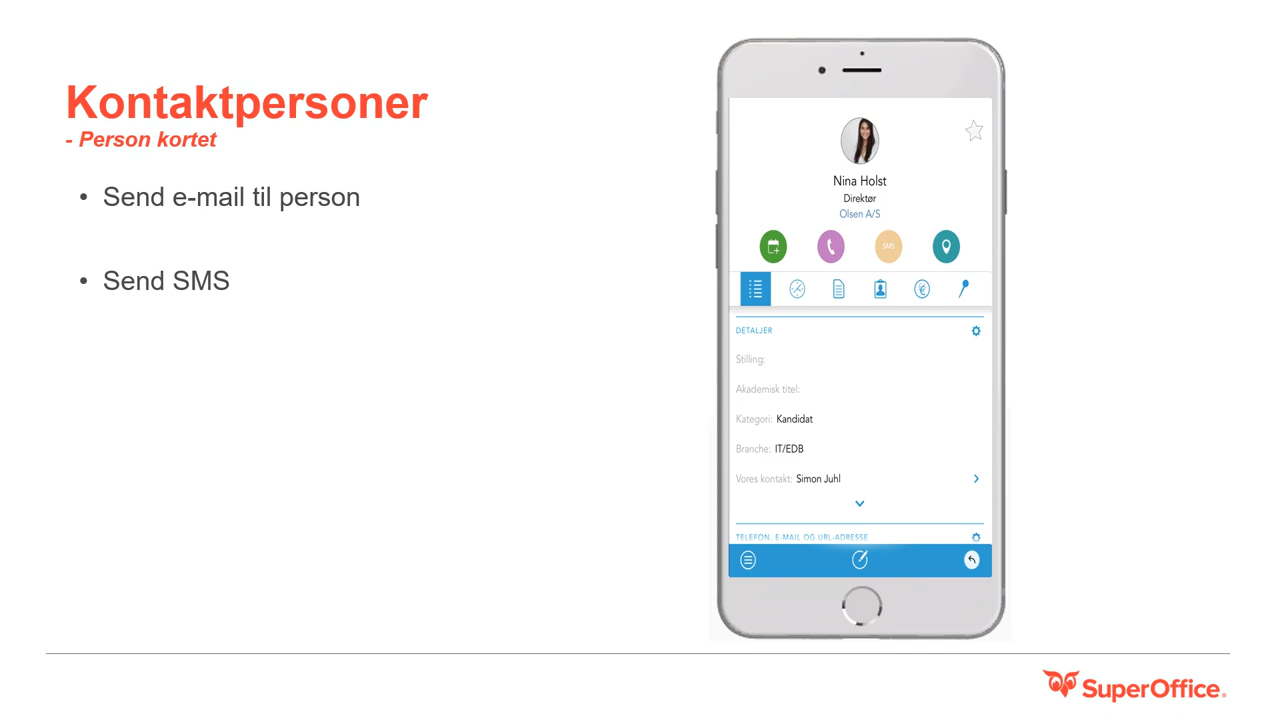 Kontaktpersoner
- Person kortet
• Send e-mail til person
• Send SMS
Nina Holst
Direktør
Olsen A/S
SMS
DETALJER
Stilling:
Akademisk titel:
Kategori: Kandidat
Branche: IT/EDB
Vores kontakt: Simon Juhl
TELEFON, E-MAIL OG URL-ADRESSE
SuperOffice.